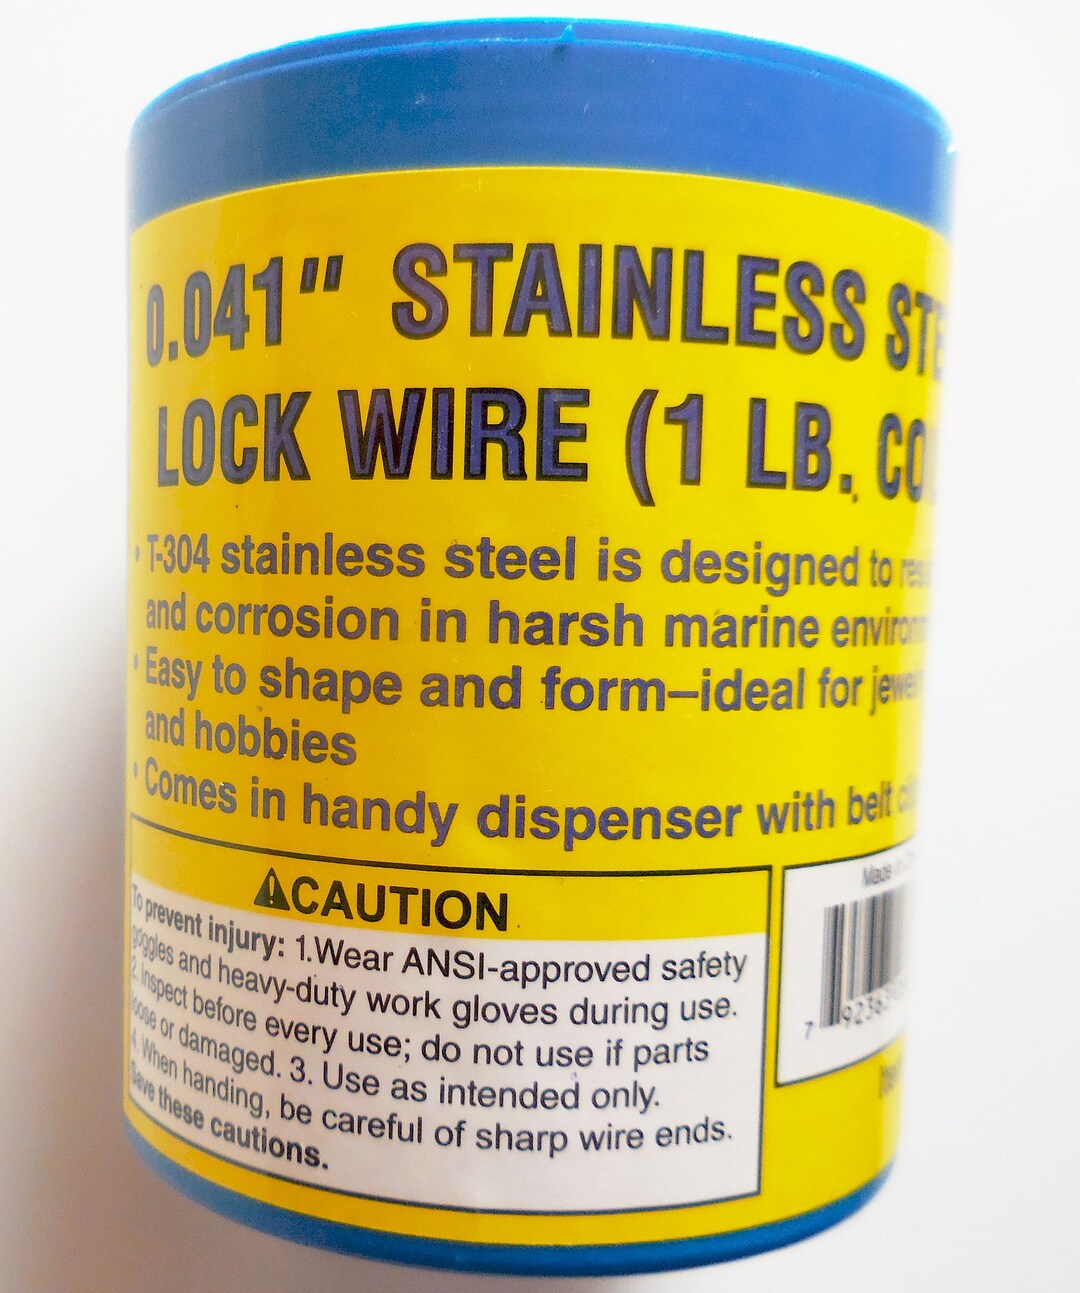 0.041" STAINLESS STE
LOCK WIRE (1 LB. CO
• T-304 stainless steel is designed to res
and corrosion in harsh marine environ
• Easy to shape and form–ideal for jewel
and hobbies
• Comes in handy dispenser with belt
⚠CAUTION
To prevent injury: 1.Wear ANSI-approved safety
goggles and heavy-duty work gloves during use.
2. Inspect before every use; do not use if parts
loose or damaged. 3. Use as intended only.
4. When handing, be careful of sharp wire ends.
Save these cautions.
Made
7 92363